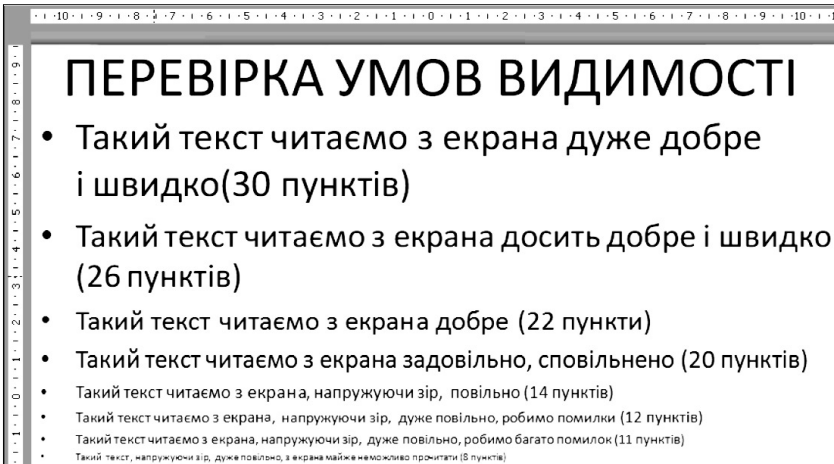 ПЕРЕВІРКА УМОВ ВИДИМОСТІ
• Такий текст читаємо з екрана дуже добре
і швидко(30 пунктів)
• Такий текст читаємо з екрана досить добре і швидко
(26 пунктів)
• Такий текст читаємо з екрана добре (22 пункти)
• Такий текст читаємо з екрана задовільно, сповільнено (20 пунктів)
• Такий текст читаємо з екрана, напружуючи зір, повільно (14 пунктів)
• Такий текст читаємо з екрана, напружуючи зір, дуже повільно, робимо помилки (12 пунктів)
• Такий текст читаємо з екрана, напружуючи зір, дуже повільно, робимо багато помилок (11 пунктів)
• Такий текст, напружуючи зір, дуже повільно, з екрана майже неможливо прочитати (8 пунктів)